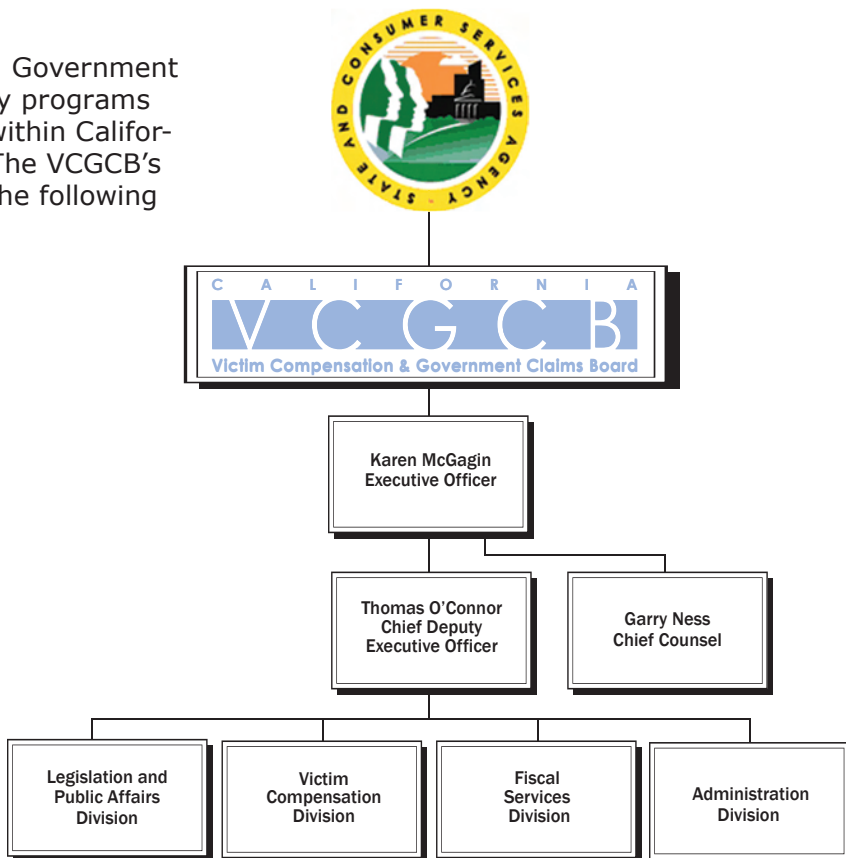 Government
y programs
within Califor-
The VCGCB's
he following
STATE AND CONSUMER SERVICES AGENCY
CALIFORNIA
VCGCB
Victim Compensation & Government Claims Board
Karen McGagin
Executive Officer
Thomas O'Connor
Chief Deputy
Executive Officer
Garry Ness
Chief Counsel
Legislation and
Public Affairs
Division
Victim
Compensation
Division
Fiscal
Services
Division
Administration
Division